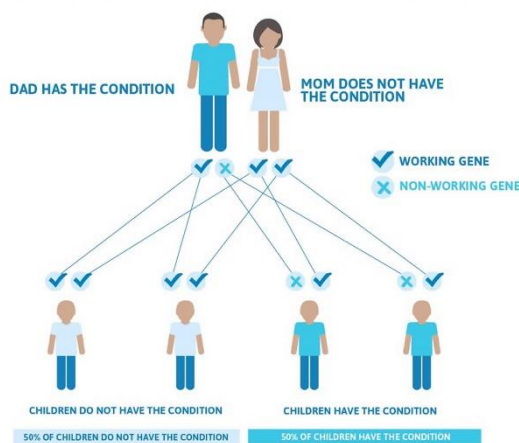 DAD HAS THE CONDITION
MOM DOES NOT HAVE
THE CONDITION
WORKING GENE
NON-WORKING GENE
CHILDREN DO NOT HAVE THE CONDITION
CHILDREN HAVE THE CONDITION
50% OF CHILDREN DO NOT HAVE THE CONDITION
50% OF CHILDREN HAVE THE CONDITION